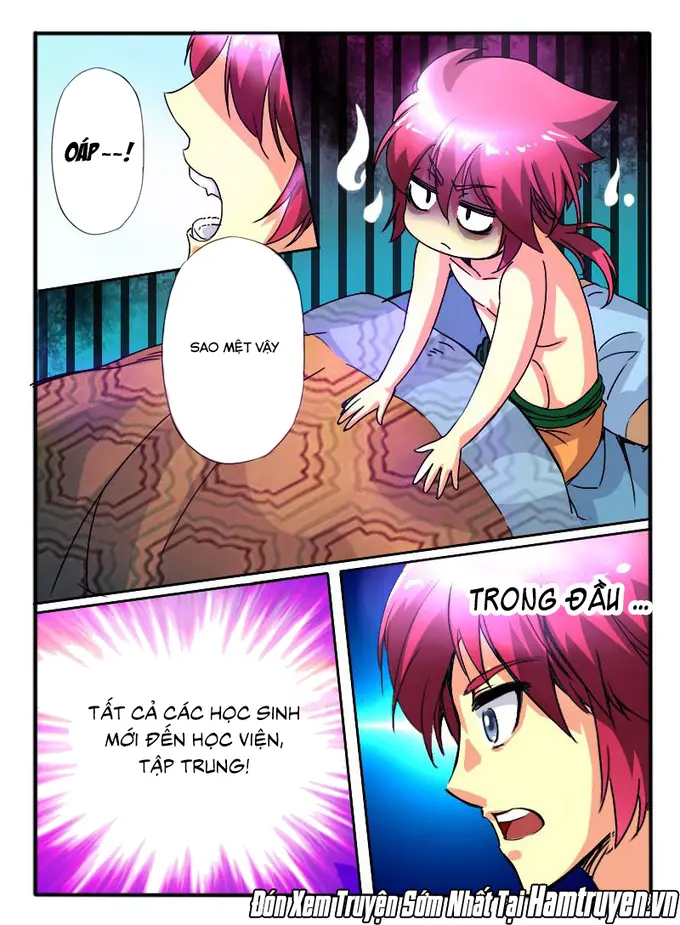 OÁP ~~!
SAO MỆT VẬY
TRONG ĐẦU ...
TẤT CẢ CÁC HỌC SINH
MỚI ĐẾN HỌC VIỆN,
TẬP TRUNG!
Đón Xem Truyện Sớm Nhất Tại Hamtruyen.vn